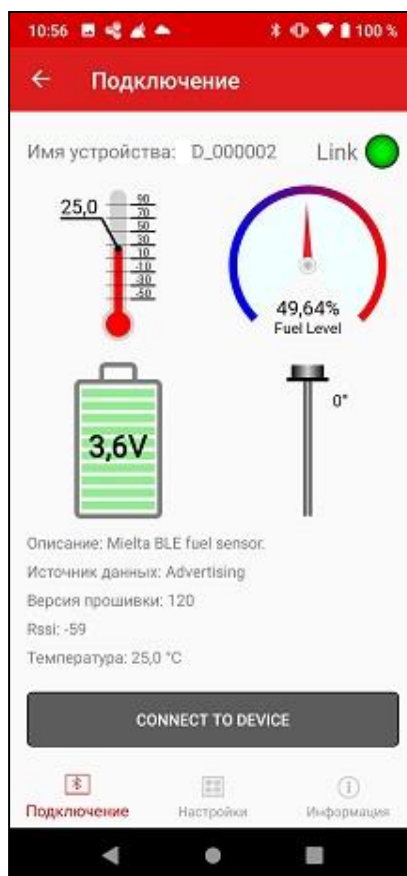 10:56 100 %
Подключение
Имя устройства: D_000002 Link
25,0
90
70
50
30
10
-10
-30
-50
49,64%
Fuel Level
3,6V
0°
Описание: Mielta BLE fuel sensor.
Источник данных: Advertising
Версия прошивки: 120
Rssi: -59
Температура: 25,0 °C
CONNECT TO DEVICE
Подключение Настройки Информация